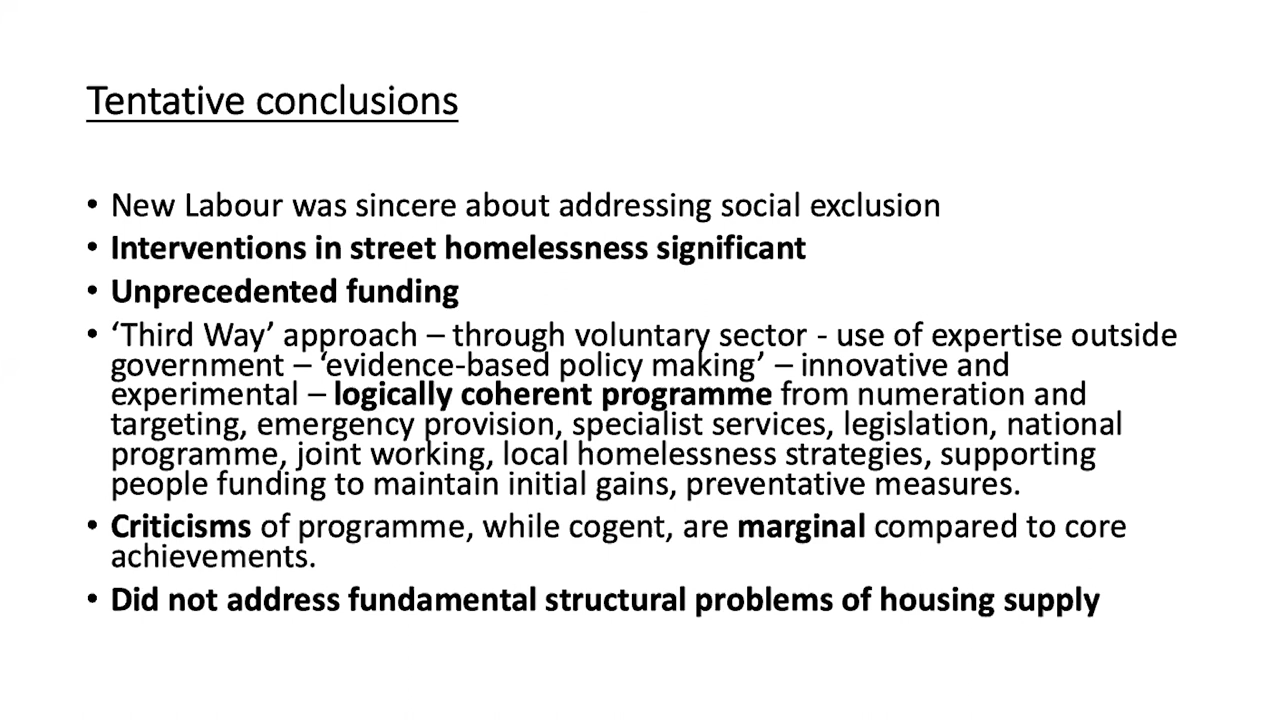 Tentative conclusions
• New Labour was sincere about addressing social exclusion
• Interventions in street homelessness significant
• Unprecedented funding
• ‘Third Way’ approach – through voluntary sector - use of expertise outside
government – ‘evidence-based policy making’ – innovative and
experimental – logically coherent programme from numeration and
targeting, emergency provision, specialist services, legislation, national
programme, joint working, local homelessness strategies, supporting
people funding to maintain initial gains, preventative measures.
• Criticisms of programme, while cogent, are marginal compared to core
achievements.
• Did not address fundamental structural problems of housing supply